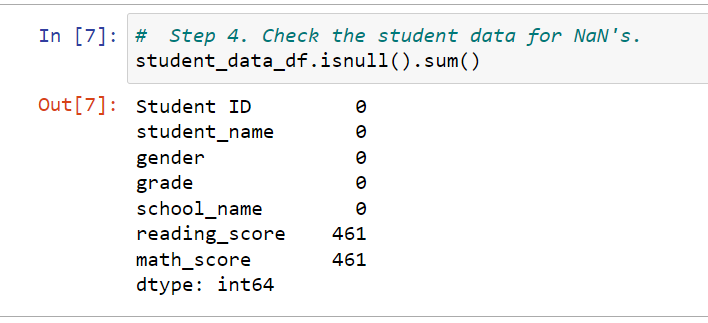 In [7]: #  Step 4. Check the student data for NaN's.
student_data_df.isnull().sum()
Out[7]: Student ID 0
student_name 0
gender 0
grade 0
school_name 0
reading_score 461
math_score 461
dtype: int64